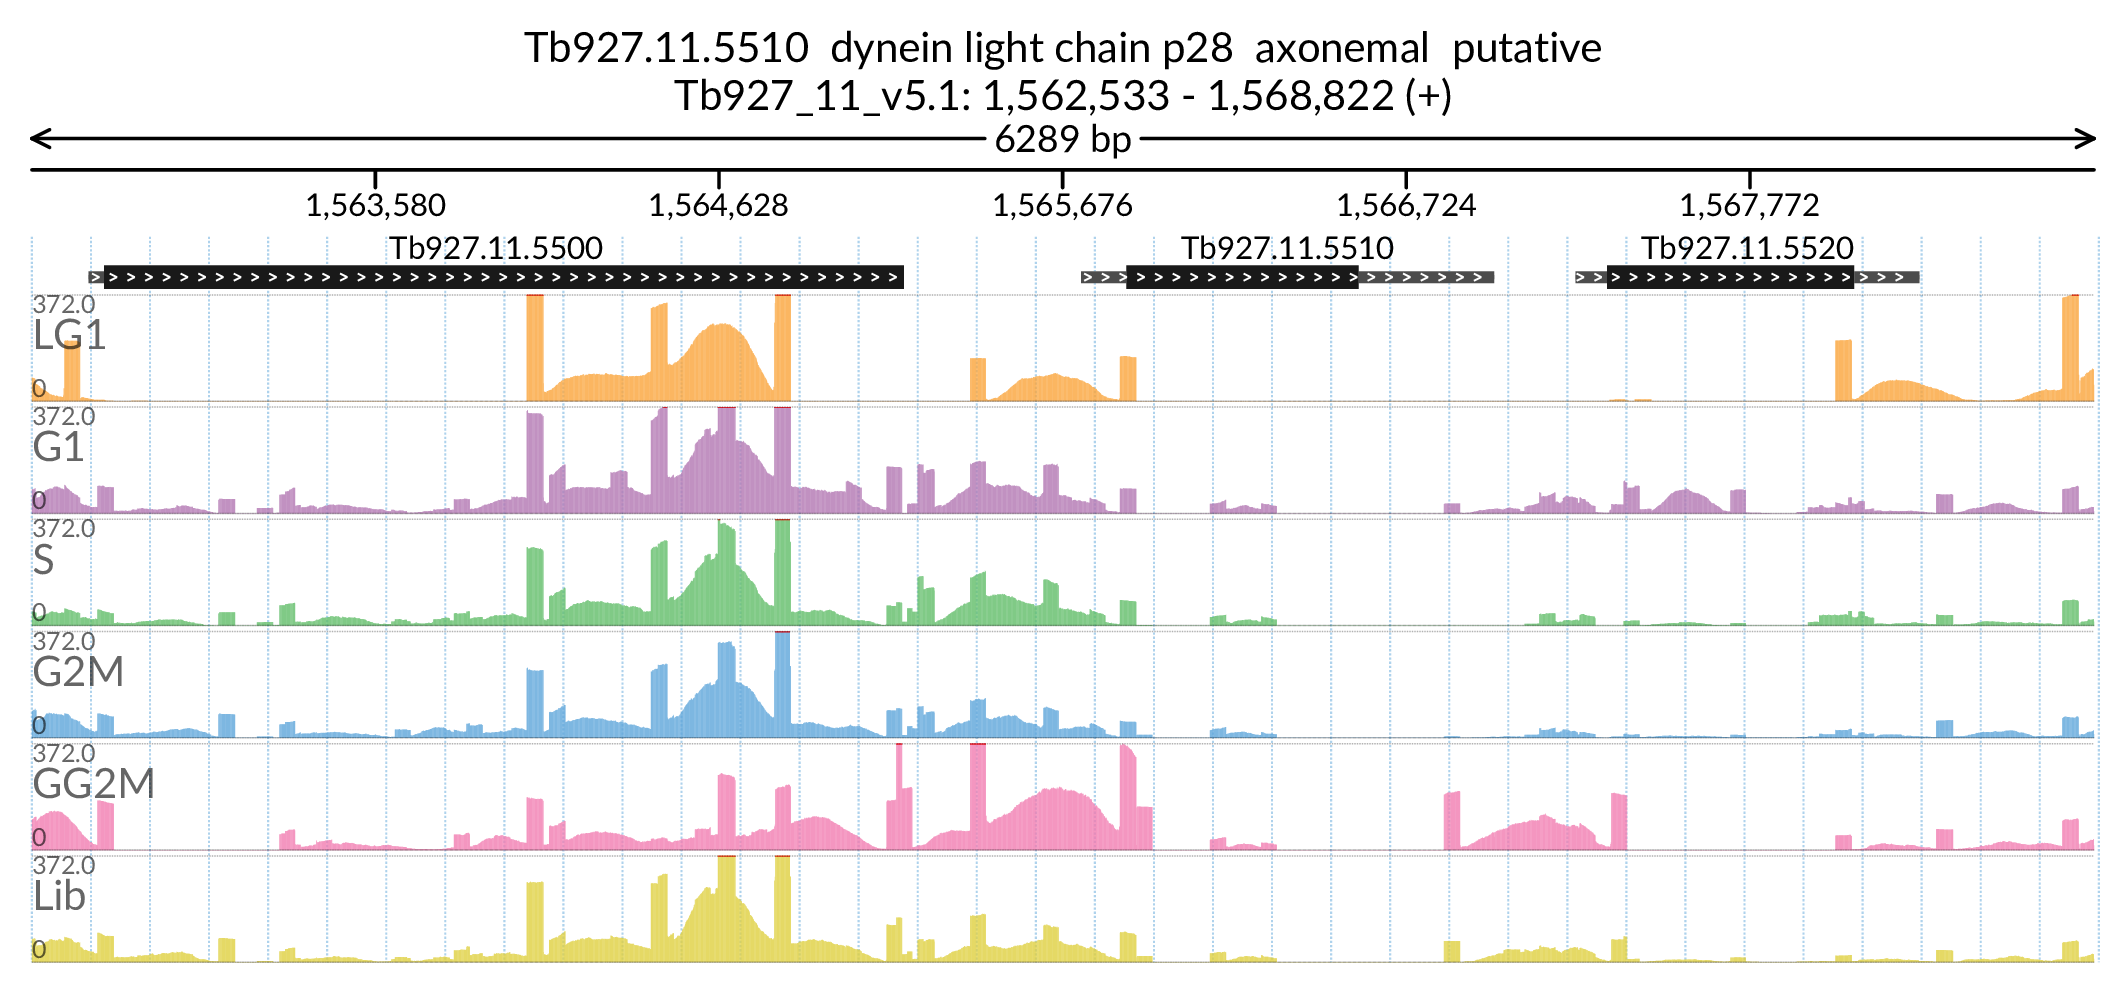 Tb927.11.5510 dynein light chain p28 axonemal putative
Tb927_11_v5.1: 1,562,533 - 1,568,822 (+)
6289 bp
1,563,580 1,564,628 1,565,676 1,566,724 1,567,772
Tb927.11.5500 Tb927.11.5510 Tb927.11.5520
372.0
LG1
0
372.0
G1
0
372.0
S
0
372.0
G2M
0
372.0
GG2M
0
372.0
Lib
0